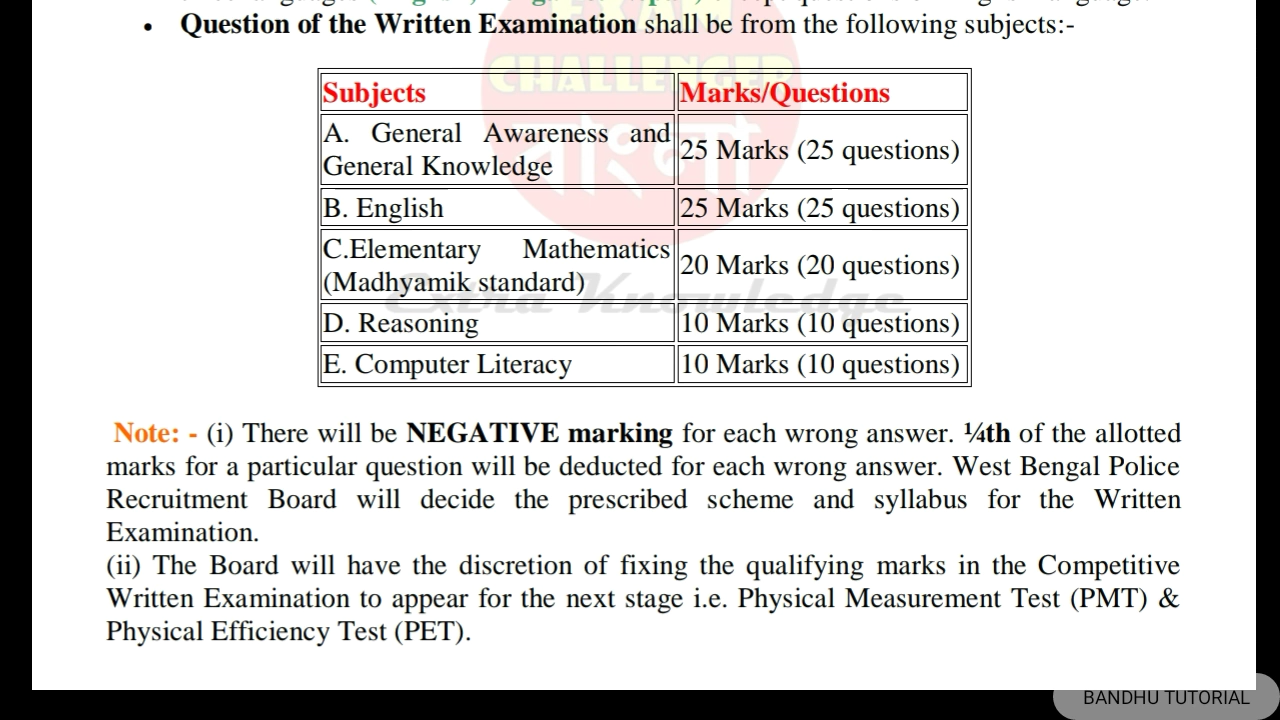 • Question of the Written Examination shall be from the following subjects:-
EXAM
CHALLENGER
বাংলা
Extra Knowledge
Subjects Marks/Questions
A. General Awareness and
General Knowledge
25 Marks (25 questions)
B. English 25 Marks (25 questions)
C.Elementary Mathematics
(Madhyamik standard)
20 Marks (20 questions)
D. Reasoning 10 Marks (10 questions)
E. Computer Literacy 10 Marks (10 questions)
Note: - (i) There will be NEGATIVE marking for each wrong answer. ¼th of the allotted
marks for a particular question will be deducted for each wrong answer. West Bengal Police
Recruitment Board will decide the prescribed scheme and syllabus for the Written
Examination.
(ii) The Board will have the discretion of fixing the qualifying marks in the Competitive
Written Examination to appear for the next stage i.e. Physical Measurement Test (PMT) &
Physical Efficiency Test (PET).
BANDHU TUTORIAL